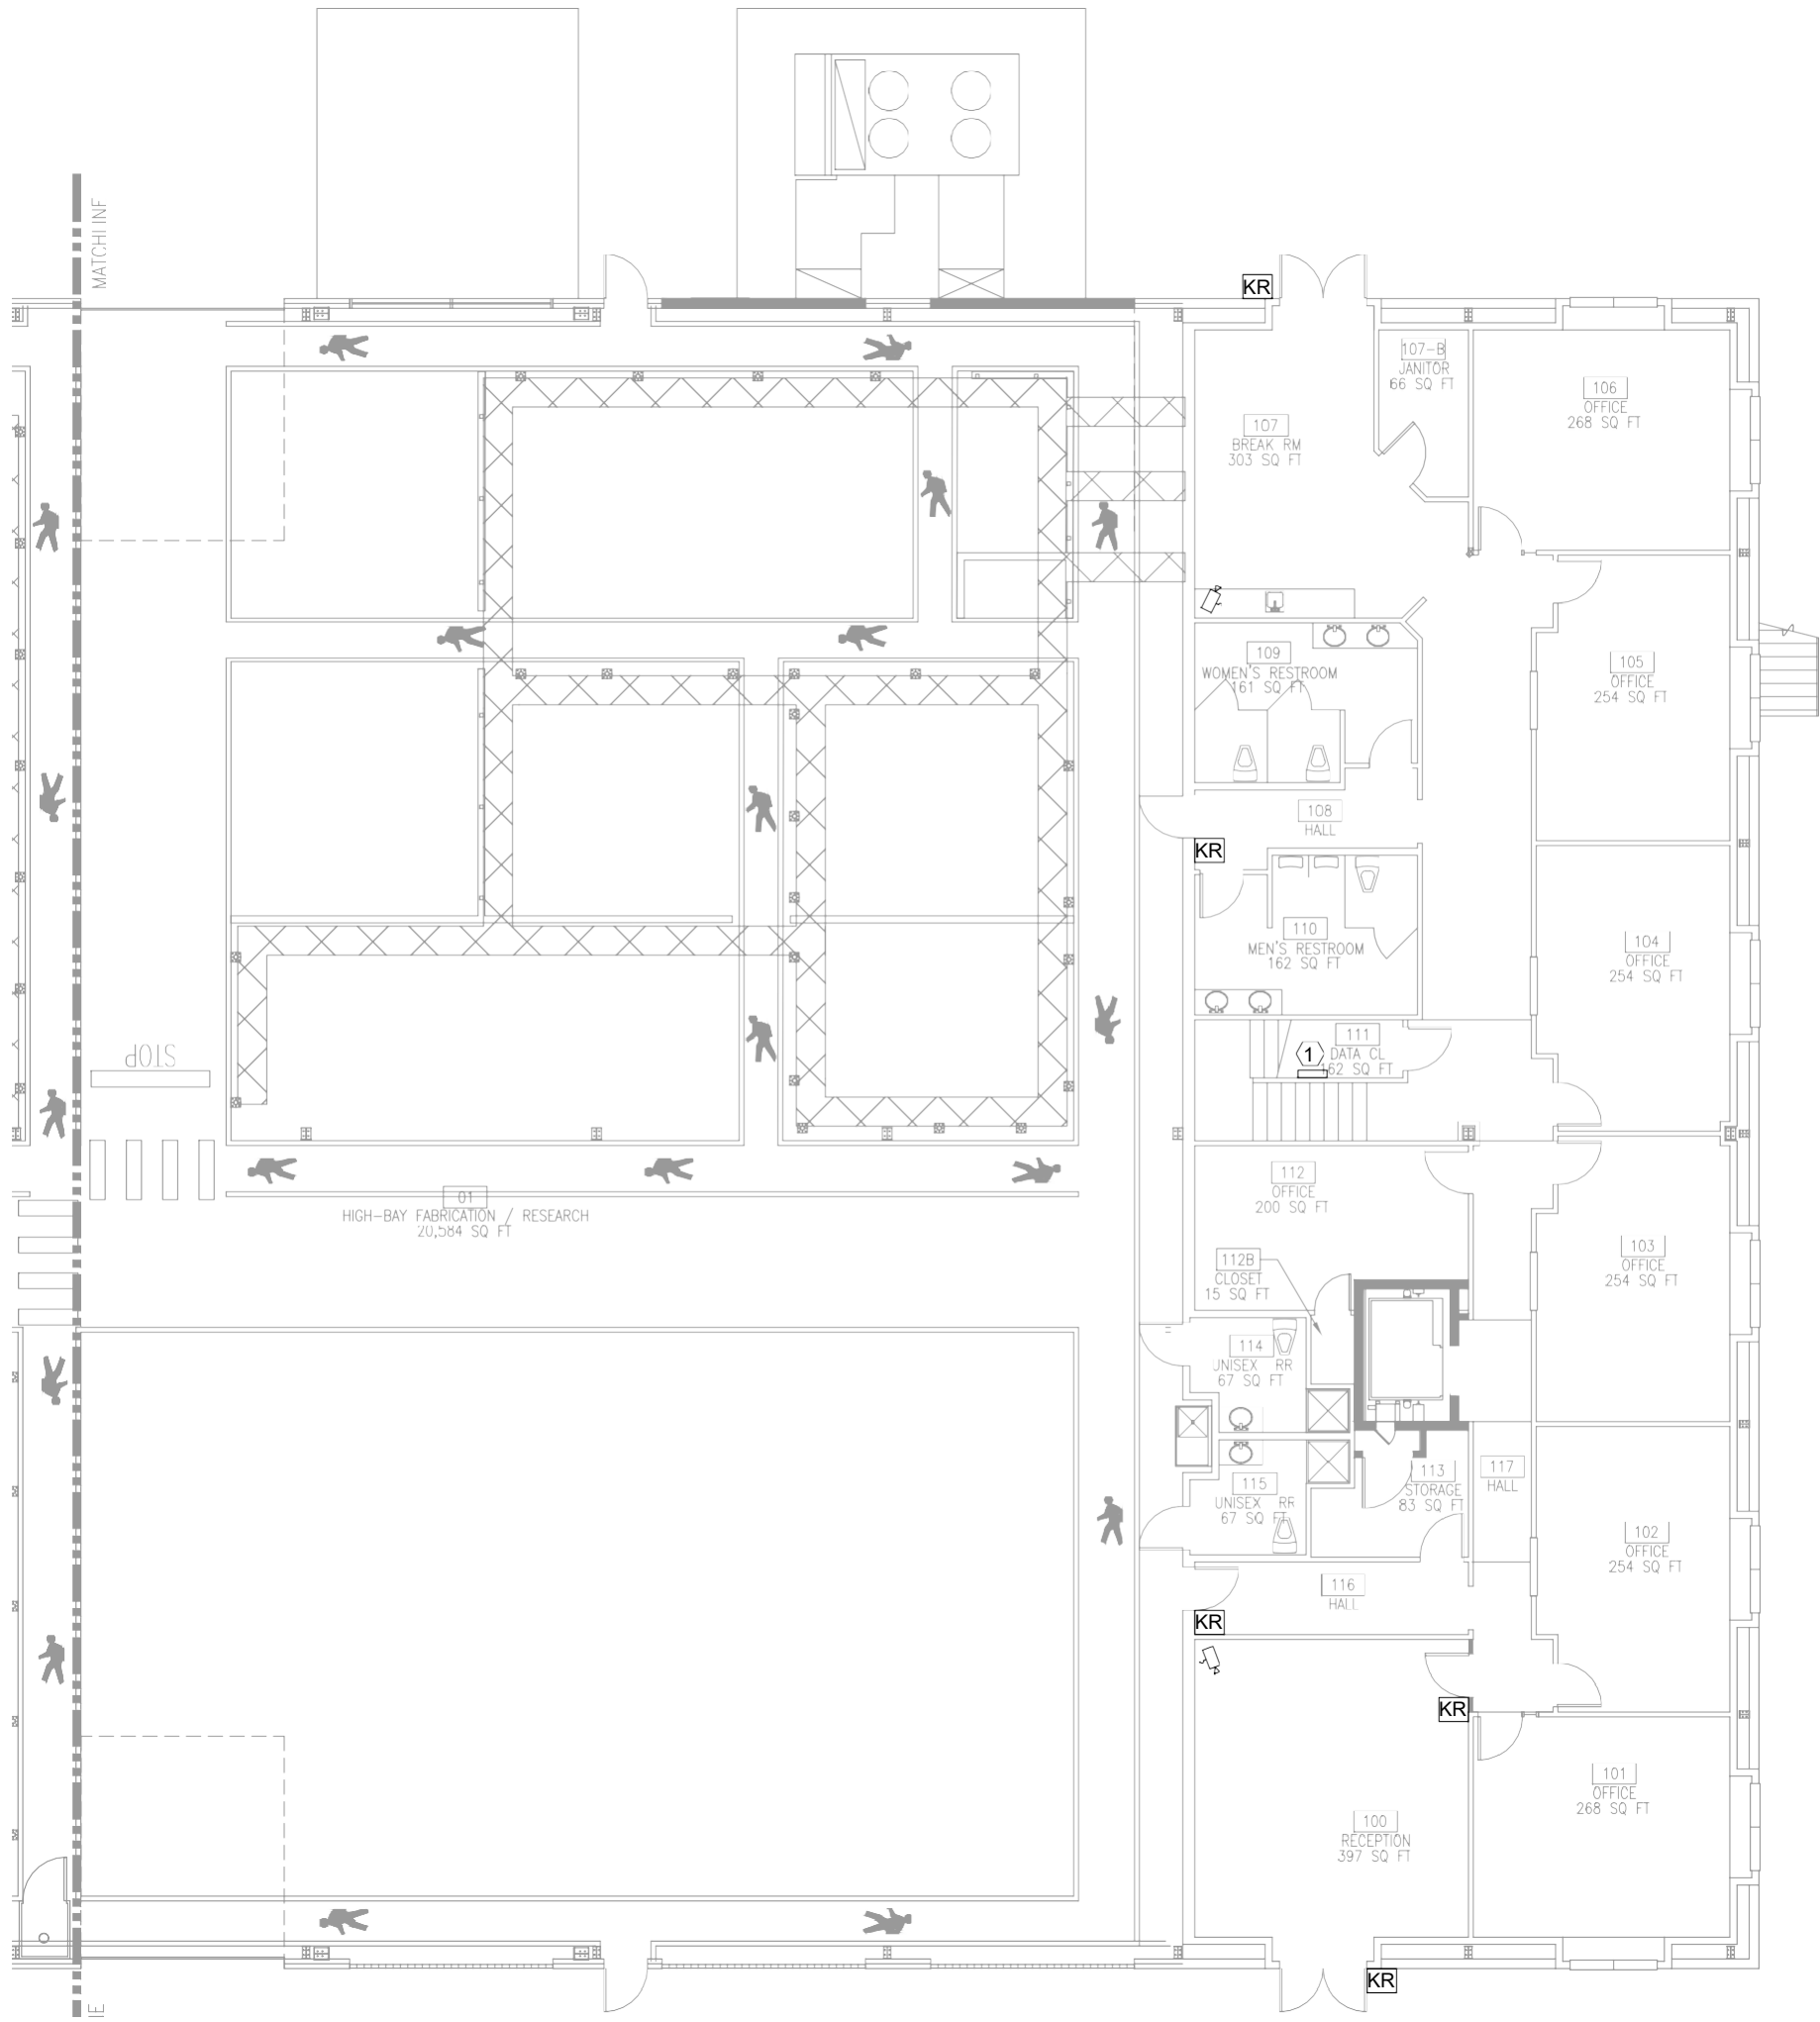 MATCHLINE
KR
107-B
JANITOR
66 SQ FT
106
OFFICE
268 SQ FT
107
BREAK RM
303 SQ FT
109
WOMEN'S RESTROOM
161 SQ FT
105
OFFICE
254 SQ FT
108
HALL
KR
110
MEN'S RESTROOM
162 SQ FT
104
OFFICE
254 SQ FT
STOP
1
111
DATA CL
162 SQ FT
112
OFFICE
200 SQ FT
01
HIGH-BAY FABRICATION / RESEARCH
20,584 SQ FT
112B
CLOSET
15 SQ FT
103
OFFICE
254 SQ FT
114
UNISEX RR
67 SQ FT
113
STORAGE
83 SQ FT
117
HALL
115
UNISEX RR
67 SQ FT
102
OFFICE
254 SQ FT
116
HALL
KR
KR
101
OFFICE
268 SQ FT
100
RECEPTION
397 SQ FT
KR